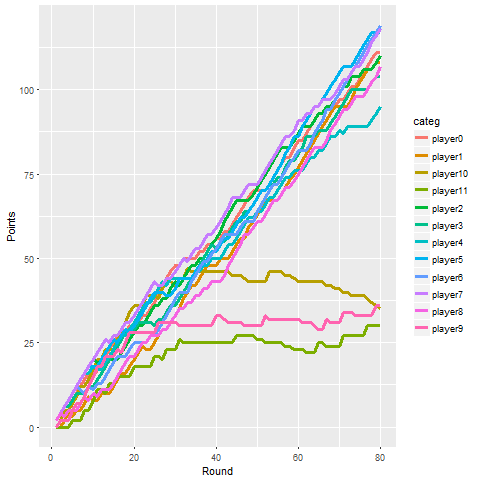 100
75
50
25
0
Points
0
20
40
60
80
Round
categ
player0
player1
player10
player11
player2
player3
player4
player5
player6
player7
player8
player9